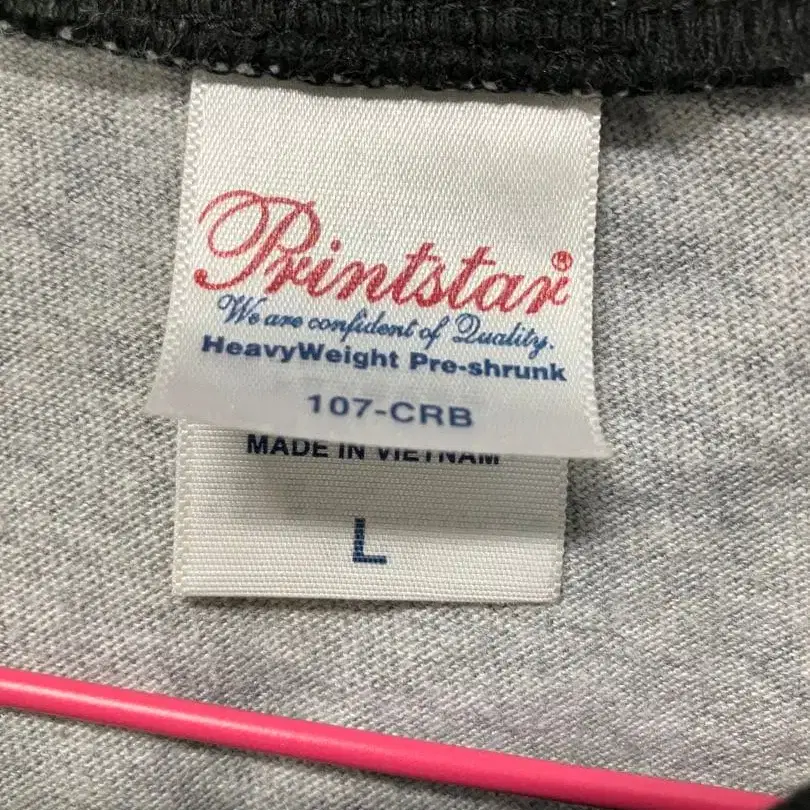 Printstar®
We are confident of Quality.
HeavyWeight Pre-shrunk
107-CRB
MADE IN VIETNAM
L